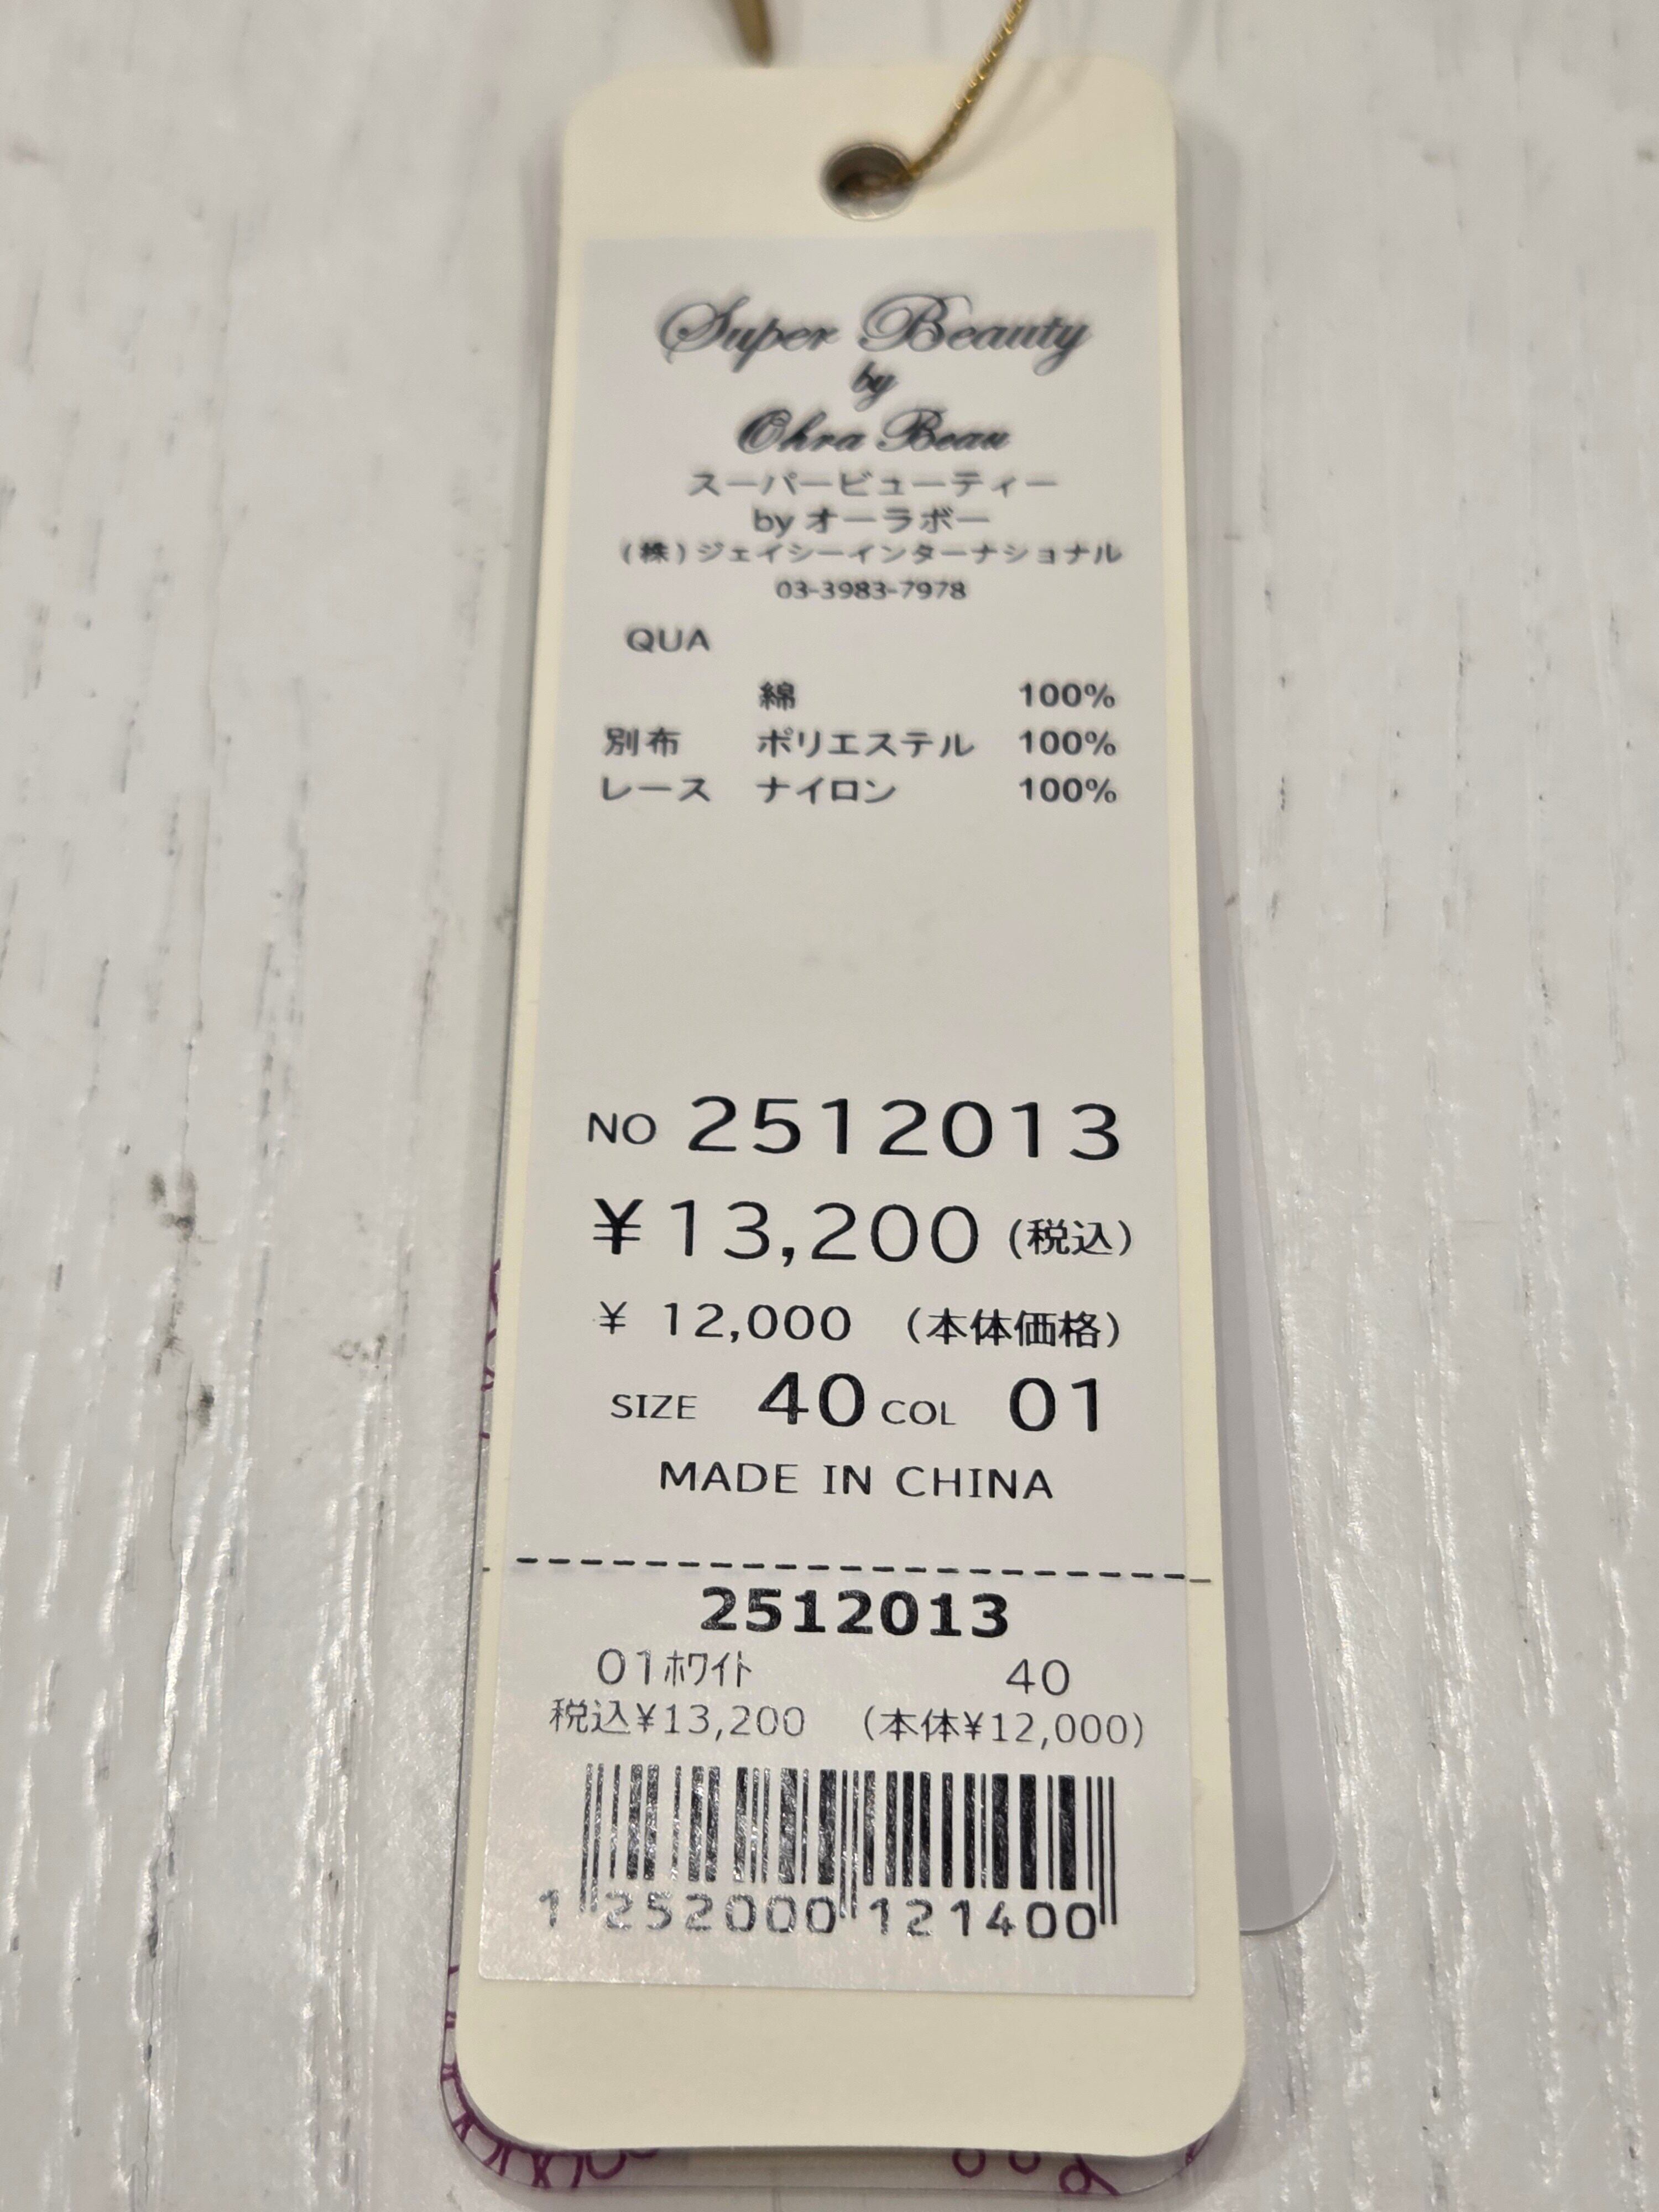 Super Beauty
by
Ohra Beau
スーパービューティー
by オーラボー
(株)ジェイシーインターナショナル
03-3983-7978
QUA
綿 100%
別布 ポリエステル 100%
レース ナイロン 100%
NO 2512013
¥13,200 (税込)
¥ 12,000 (本体価格)
SIZE 40 COL 01
MADE IN CHINA
2512013
01ホワイト 40
税込¥13,200 (本体¥12,000)
1 252000 121400